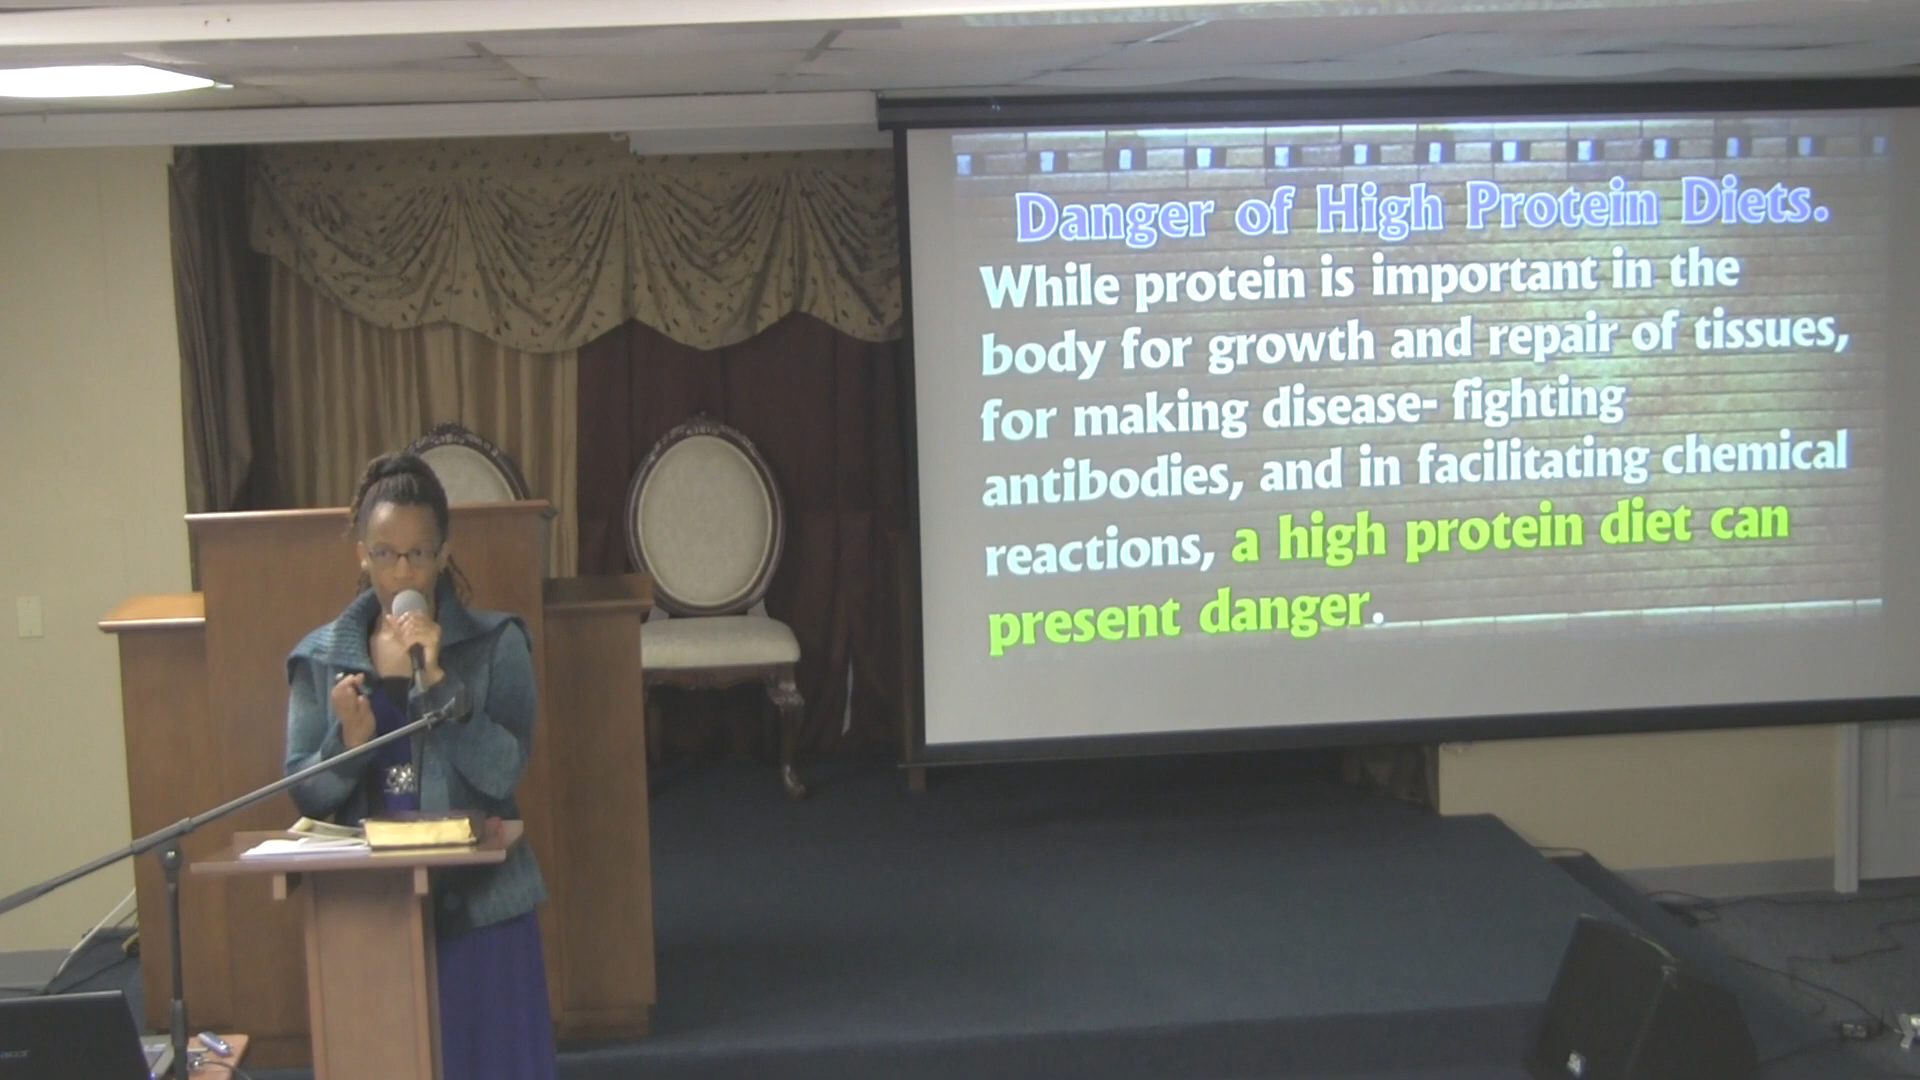 Danger of High Protein Diets.
While protein is important in the
body for growth and repair of tissues,
for making disease- fighting
antibodies, and in facilitating chemical
reactions, a high protein diet can
present danger.